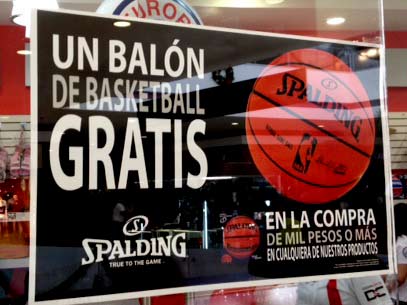 EUROP
UN BALÓN
DE BASKETBALL
GRATIS
SPALDING
SPALDING
TRUE TO THE GAME
EN LA COMPRA
DE MIL PESOS O MÁS
EN CUALQUIERA DE NUESTROS PRODUCTOS